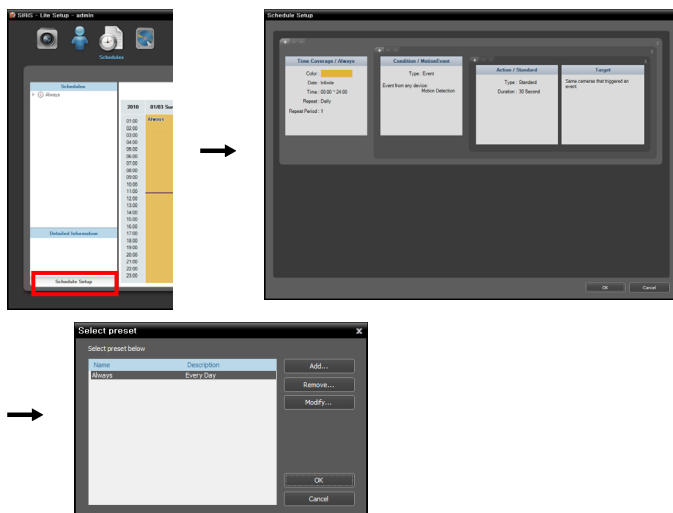 SIRIS - Lite Setup - admin
Schedules
Schedules
Always
2010 01/03 Sun
01:00 Always
02:00
03:00
04:00
05:00
06:00
07:00
08:00
09:00
10:00
11:00
12:00
13:00
14:00
15:00
16:00
17:00
18:00
19:00
20:00
21:00
22:00
23:00
Detailed Information
Schedule Setup
Schedule Setup
Time Coverage / Always
Color :
Date : Infinite
Time : 00:00 ~ 24:00
Repeat : Daily
Repeat Period : 1
Condition / MotionEvent
Type : Event
Event from any device:
Motion Detection
Action / Standard
Type : Standard
Duration : 30 Second
Target
Same cameras that triggered an
event.
OK Cancel
Select preset x
Select preset below
Name Description
Always Every Day
Add...
Remove...
Modify...
OK
Cancel